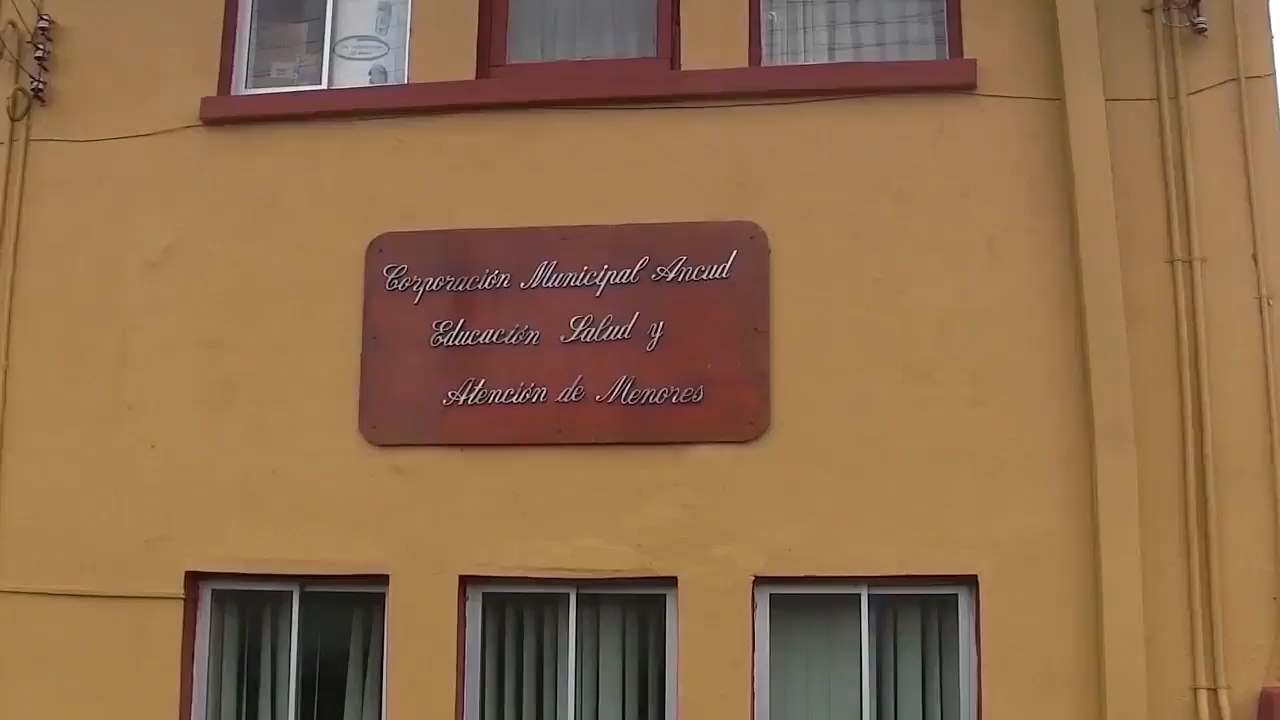 Corporación Municipal Ancud
Educación Salud y
Atención de Menores